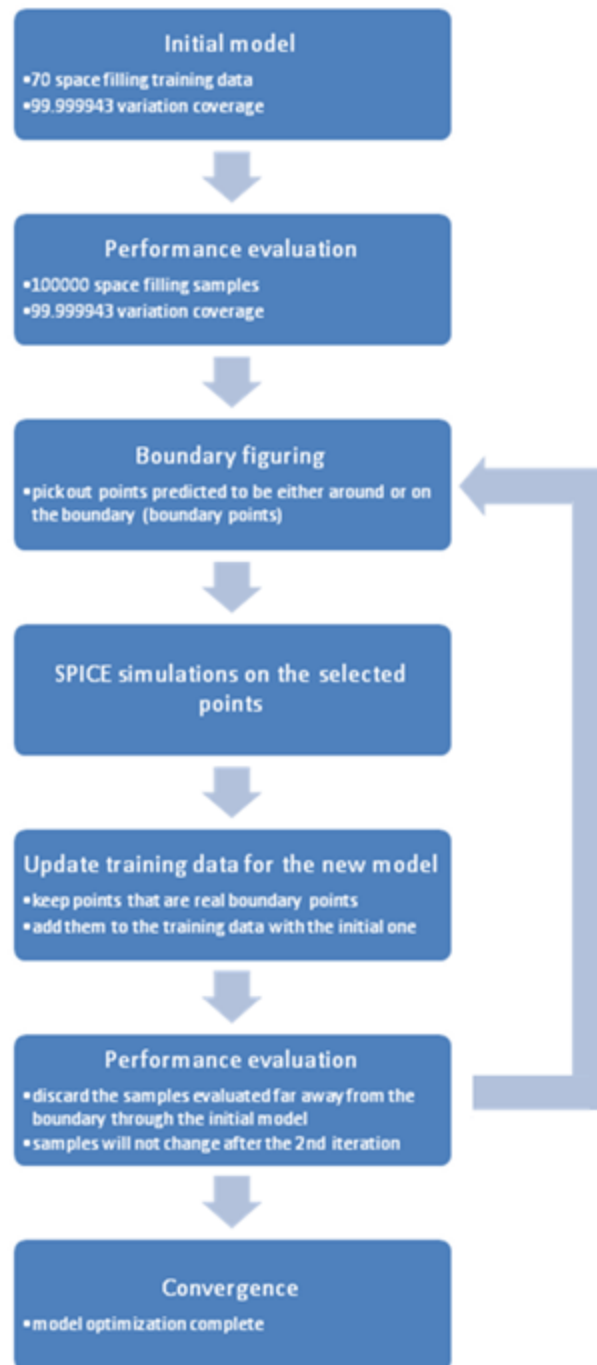 Initial model
•70 space filling training data
•99.999943 variation coverage
Performance evaluation
•100000 space filling samples
•99.999943 variation coverage
Boundary figuring
•pick out points predicted to be either around or on
the boundary (boundary points)
SPICE simulations on the selected
points
Update training data for the new model
•keep points that are real boundary points
•add them to the training data with the initial one
Performance evaluation
•discard the samples evaluated far away from the
boundary through the initial model
•samples will not change after the 2nd iteration
Convergence
•model optimization complete